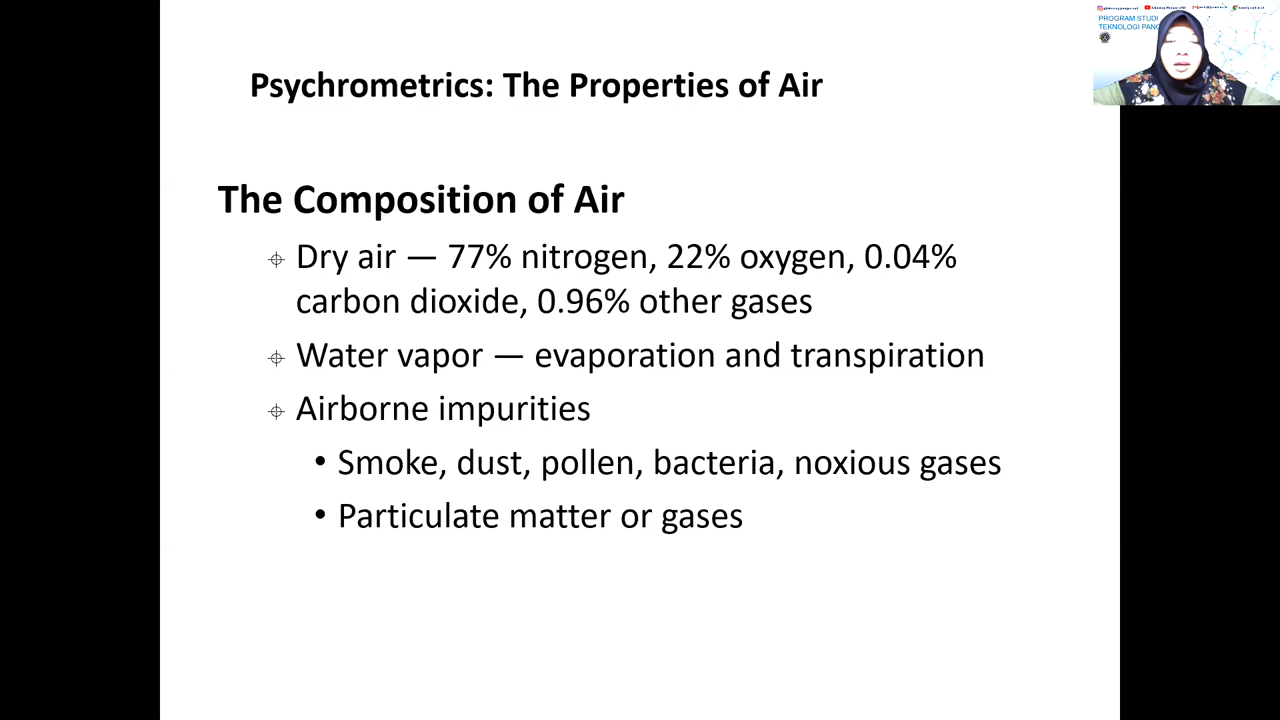 Psychrometrics: The Properties of Air
PROGRAM STUDI
TEKNOLOGI PANG
The Composition of Air
Dry air — 77% nitrogen, 22% oxygen, 0.04%
carbon dioxide, 0.96% other gases
Water vapor — evaporation and transpiration
Airborne impurities
• Smoke, dust, pollen, bacteria, noxious gases
• Particulate matter or gases